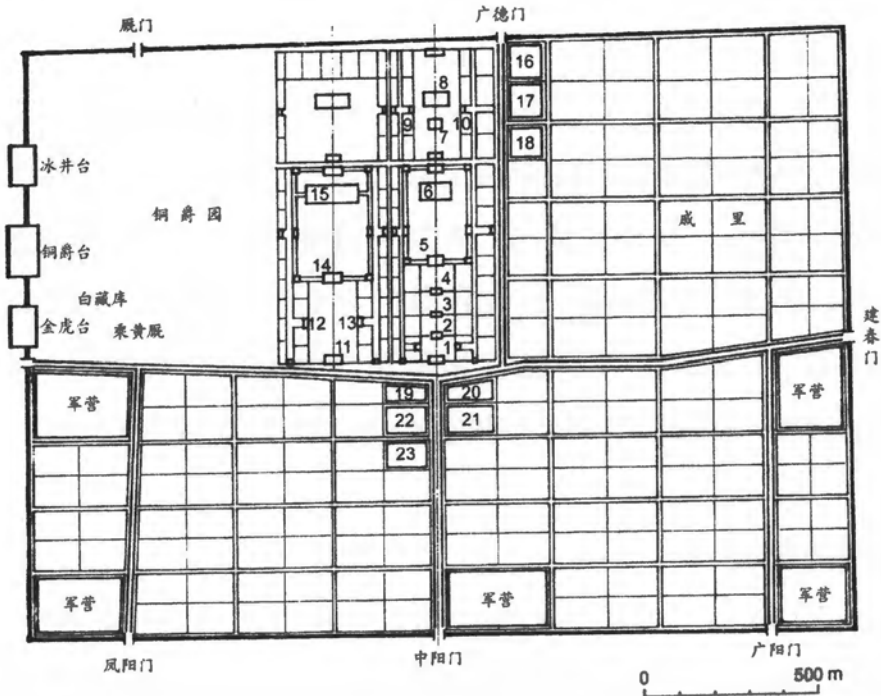 厩门
广德门
16
8
17
9
10
7
18
冰井台
15
6
铜爵园
戚里
铜爵台
5
14
4
白藏库
3
金虎台
乘黄厩
12
13
2
11
1
建春门
军营
19
20
军营
22
21
23
军营
军营
军营
凤阳门
中阳门
广阳门
0
500 m